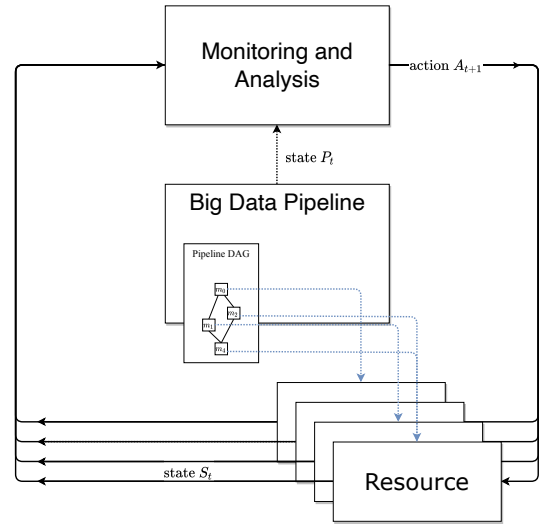 Monitoring and
Analysis
action A_{t+1}
state P_t
Big Data Pipeline
Pipeline DAG
m_0
m_2
m_1
state S_t
Resource